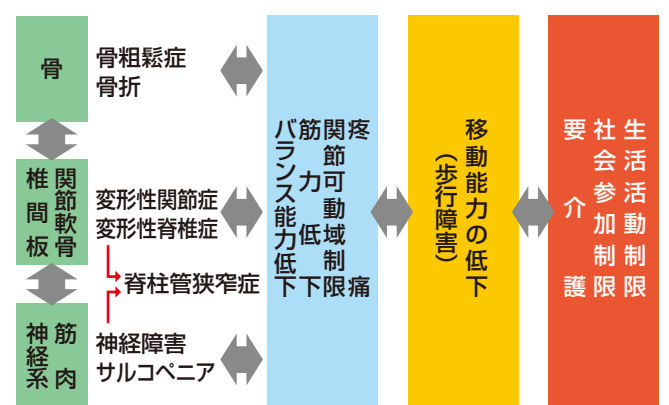 骨
骨粗鬆症
骨折
関節軟骨
椎間板
変形性関節症
変形性脊椎症
脊柱管狭窄症
筋肉
神経系
神経障害
サルコペニア
疼痛
関節可動域制限
筋力低下
バランス能力低下
移動能力の低下
（歩行障害）
生活活動制限
社会参加制限
要介護